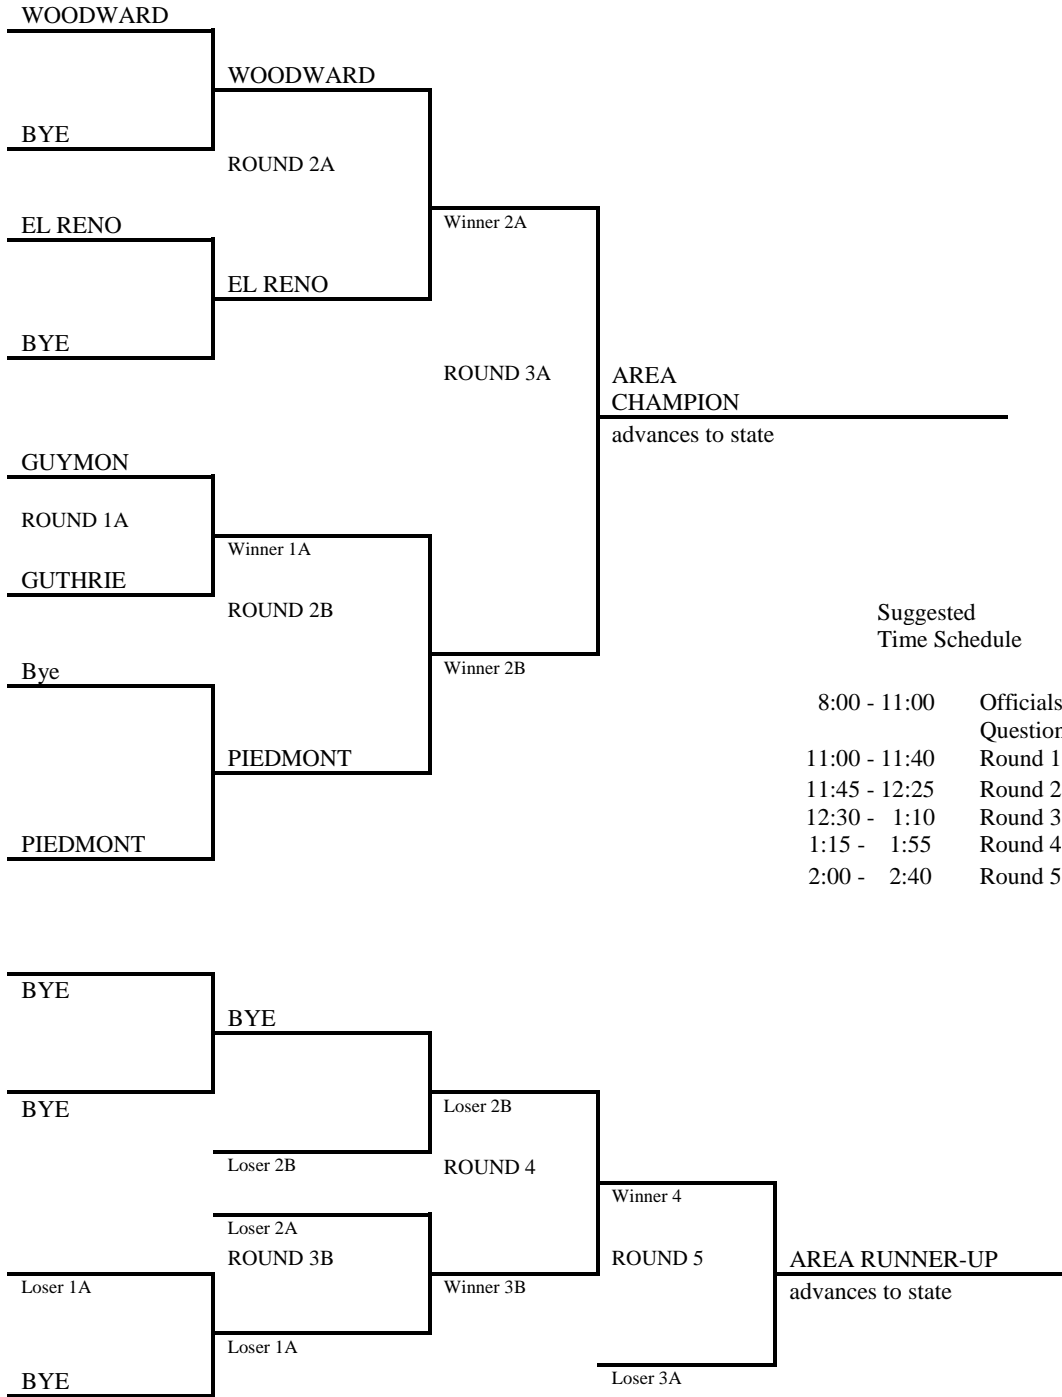 WOODWARD
WOODWARD
BYE
ROUND 2A
EL RENO
Winner 2A
EL RENO
BYE
ROUND 3A
AREA
CHAMPION
advances to state
GUYMON
ROUND 1A
Winner 1A
GUTHRIE
ROUND 2B
Suggested
Time Schedule
Bye
Winner 2B
8:00 - 11:00 Officials
Question
PIEDMONT
11:00 - 11:40 Round 1
11:45 - 12:25 Round 2
12:30 - 1:10 Round 3
PIEDMONT
1:15 - 1:55 Round 4
2:00 - 2:40 Round 5
BYE
BYE
BYE
Loser 2B
Loser 2B
ROUND 4
Winner 4
Loser 2A
ROUND 3B
ROUND 5
AREA RUNNER-UP
Loser 1A
Winner 3B
advances to state
Loser 1A
BYE
Loser 3A